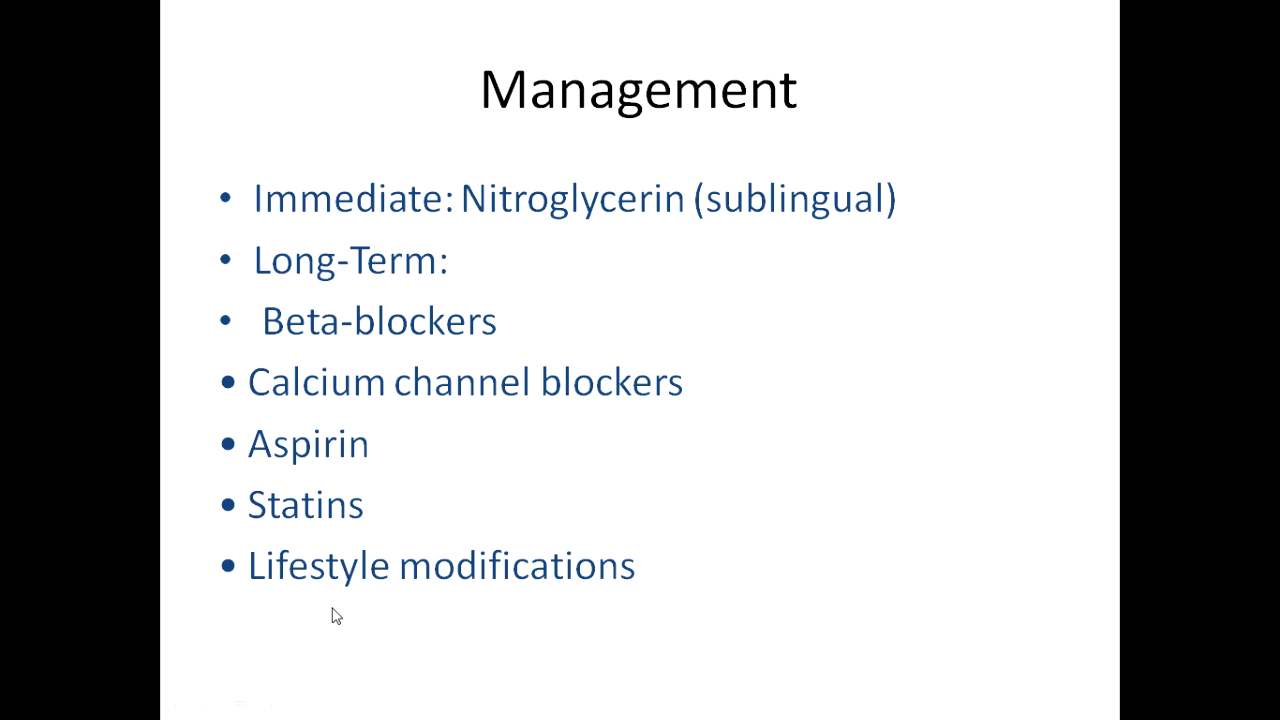 Management
• Immediate: Nitroglycerin (sublingual)
• Long-Term:
• Beta-blockers
• Calcium channel blockers
• Aspirin
• Statins
• Lifestyle modifications